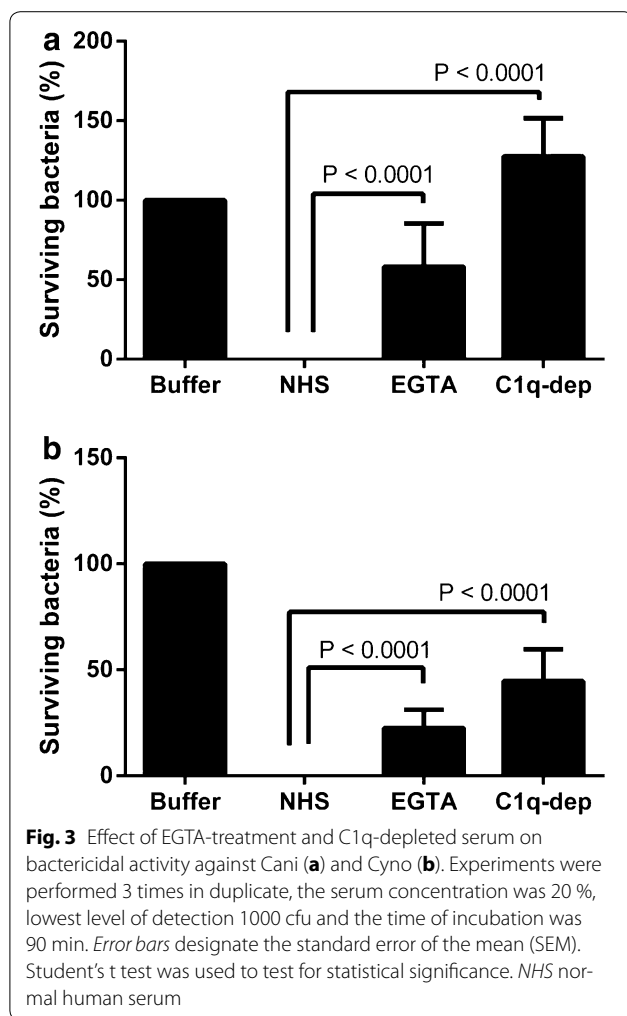 a
200
150
100
50
0
Surviving bacteria (%)
P < 0.0001
P < 0.0001
Buffer NHS EGTA C1q-dep
b
150
100
50
0
Surviving bacteria (%)
P < 0.0001
P < 0.0001
Buffer NHS EGTA C1q-dep
Fig. 3 Effect of EGTA-treatment and C1q-depleted serum on
bactericidal activity against Cani (a) and Cyno (b). Experiments were
performed 3 times in duplicate, the serum concentration was 20 %,
lowest level of detection 1000 cfu and the time of incubation was
90 min. Error bars designate the standard error of the mean (SEM).
Student’s t test was used to test for statistical significance. NHS nor-
mal human serum